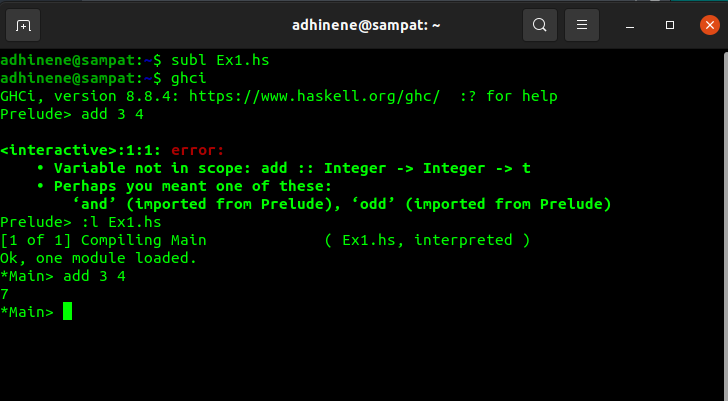 adhinene@sampat: ~
adhinene@sampat:~$ subl Ex1.hs
adhinene@sampat:~$ ghci
GHCi, version 8.8.4: https://www.haskell.org/ghc/  :? for help
Prelude> add 3 4
<interactive>:1:1: error:
• Variable not in scope: add :: Integer -> Integer -> t
• Perhaps you meant one of these:
‘and’ (imported from Prelude), ‘odd’ (imported from Prelude)
Prelude> :l Ex1.hs
[1 of 1] Compiling Main             ( Ex1.hs, interpreted )
Ok, one module loaded.
*Main> add 3 4
7
*Main>